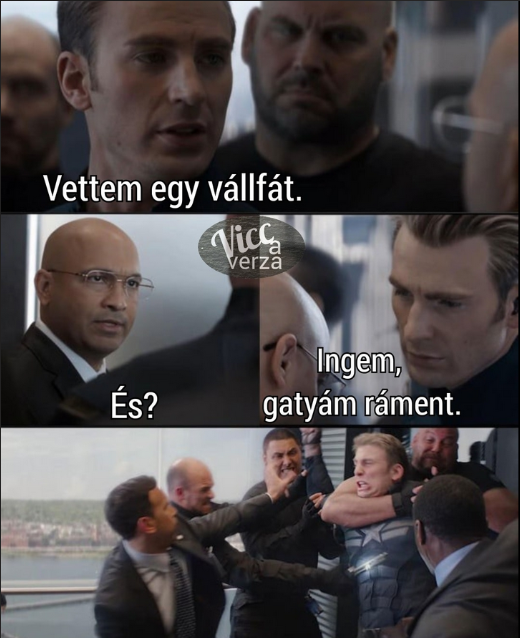 Vettem egy vállfát.
Vicc
a
verza
És?
Ingem,
gatyám ráment.